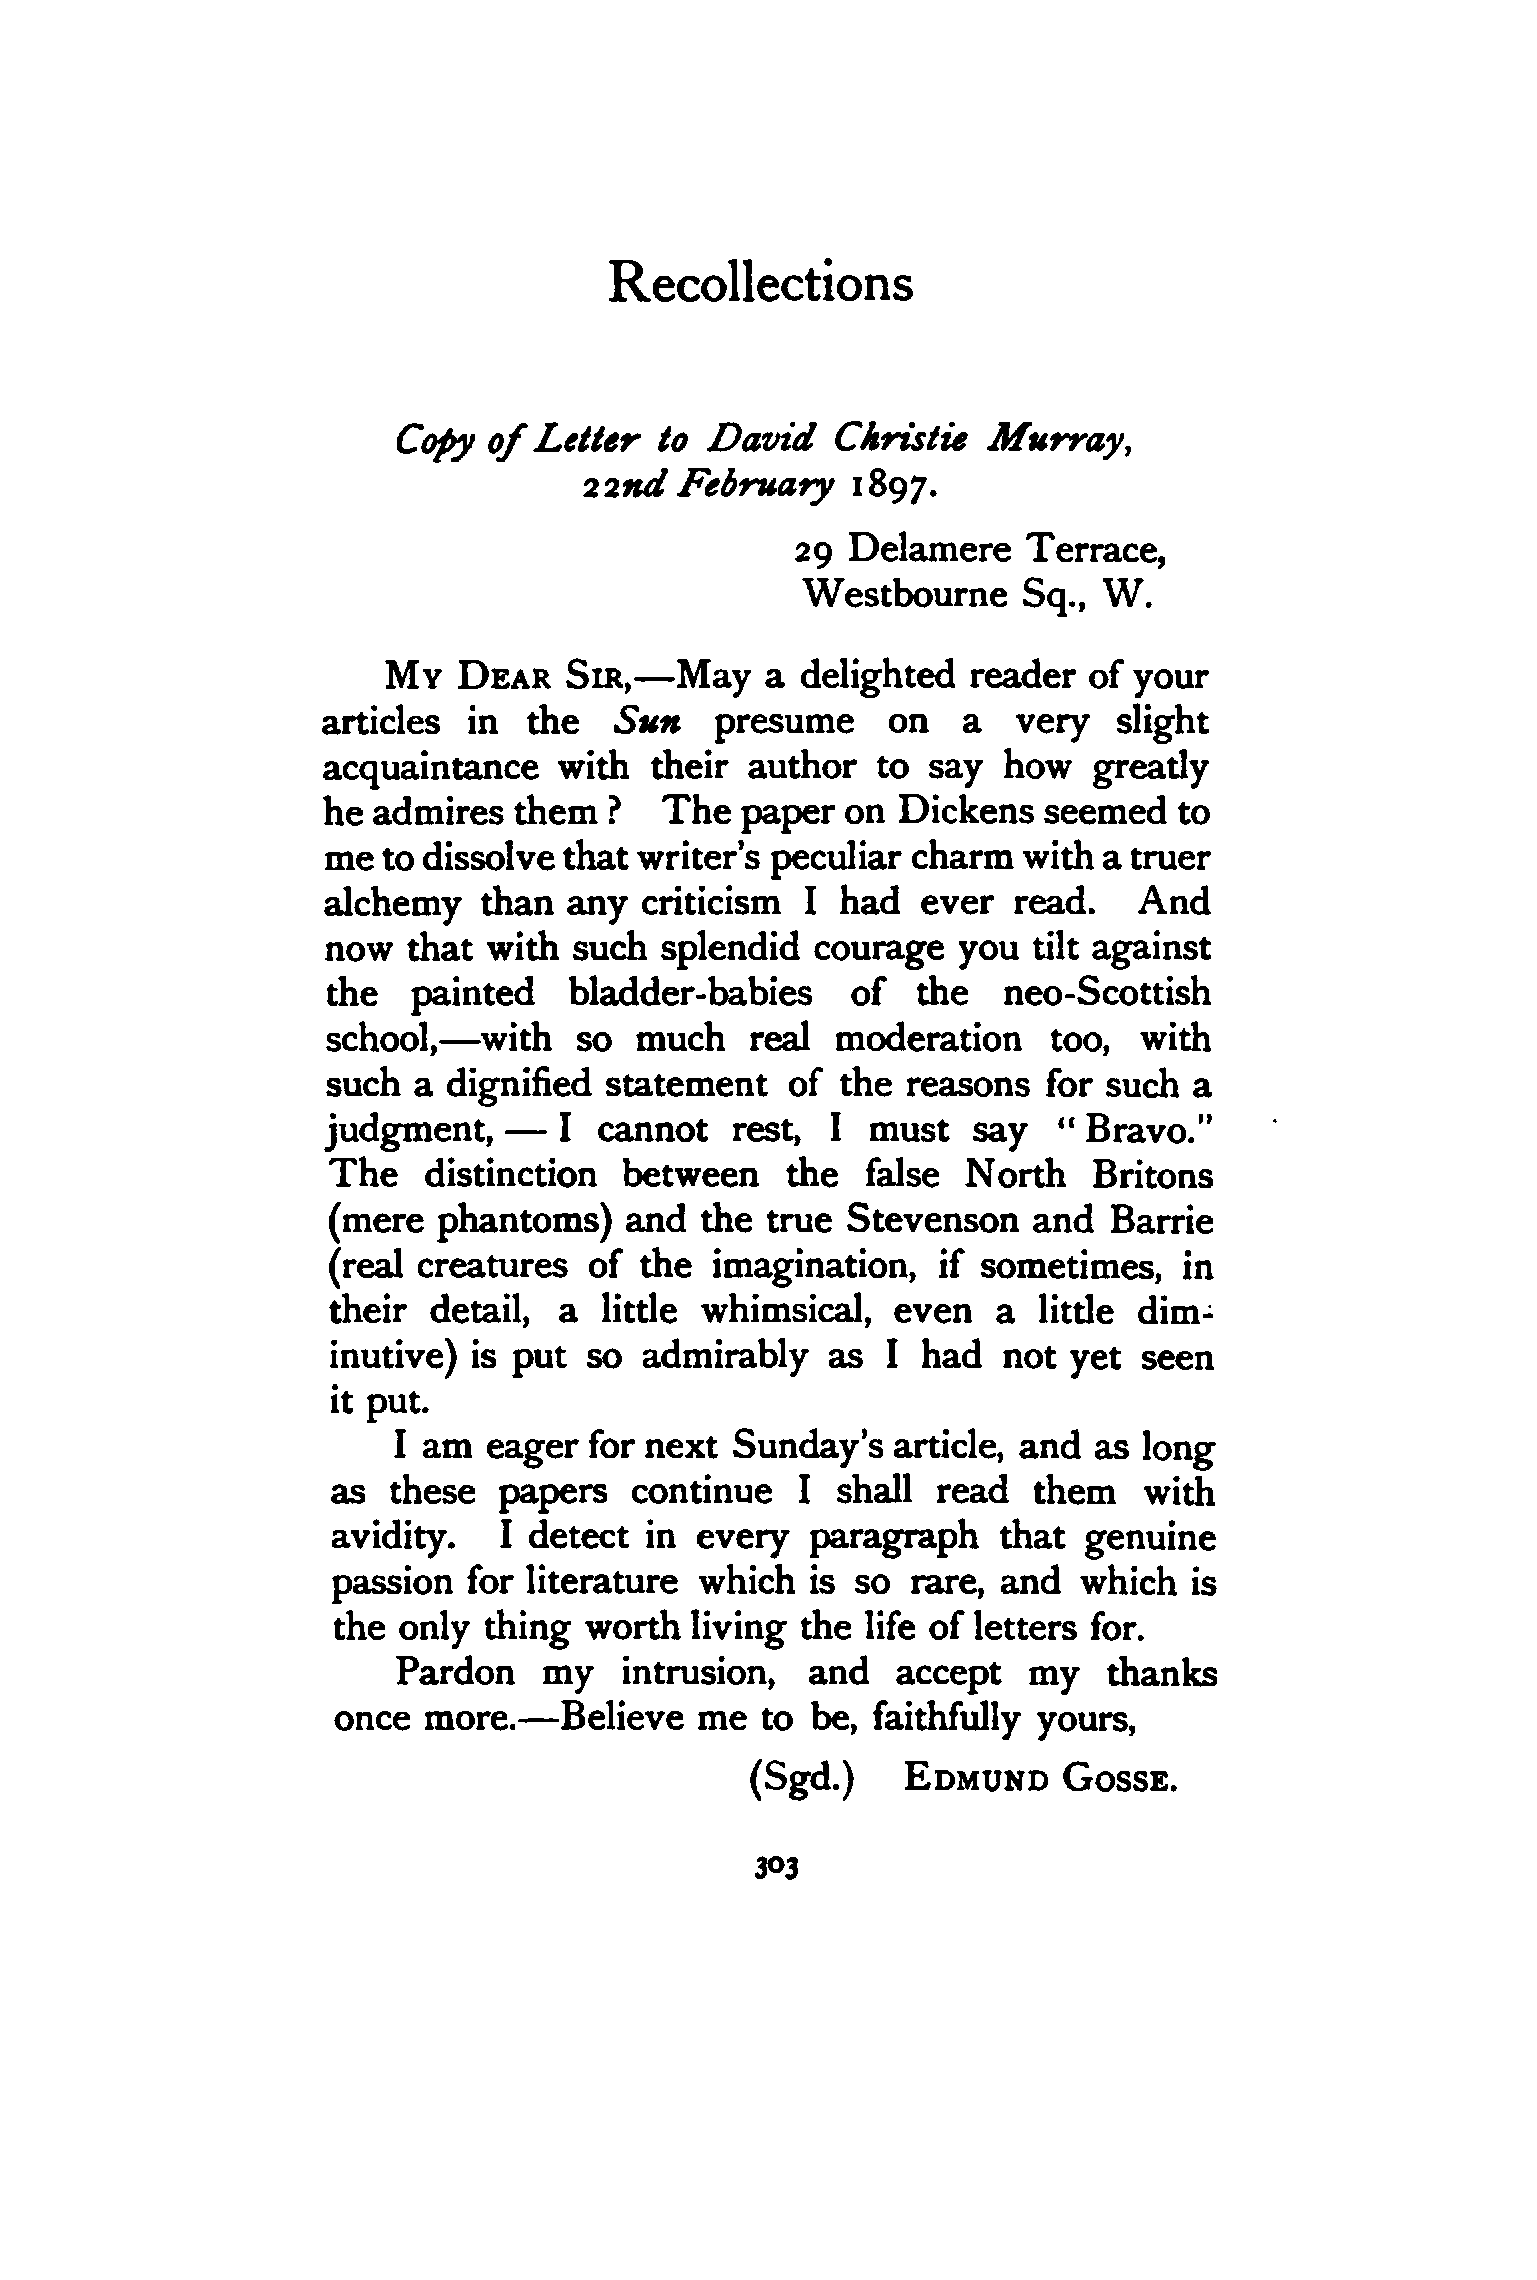 Recollections
Copy of Letter to David Christie Murray,
22nd February 1897.
29 Delamere Terrace,
Westbourne Sq., W.
My Dear Sir,—May a delighted reader of your
articles in the Sun presume on a very slight
acquaintance with their author to say how greatly
he admires them ? The paper on Dickens seemed to
me to dissolve that writer's peculiar charm with a truer
alchemy than any criticism I had ever read. And
now that with such splendid courage you tilt against
the painted bladder-babies of the neo-Scottish
school,—with so much real moderation too, with
such a dignified statement of the reasons for such a
judgment, — I cannot rest, I must say "Bravo."
The distinction between the false North Britons
(mere phantoms) and the true Stevenson and Barrie
(real creatures of the imagination, if sometimes, in
their detail, a little whimsical, even a little dim-
inutive) is put so admirably as I had not yet seen
it put.
I am eager for next Sunday's article, and as long
as these papers continue I shall read them with
avidity. I detect in every paragraph that genuine
passion for literature which is so rare, and which is
the only thing worth living the life of letters for.
Pardon my intrusion, and accept my thanks
once more.—Believe me to be, faithfully yours,
(Sgd.) Edmund Gosse.
303